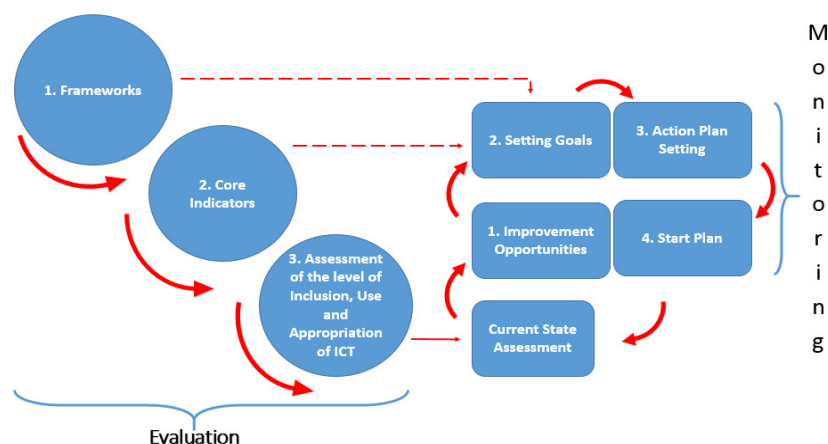 1. Frameworks
2. Core
Indicators
3. Assessment
of the level of
Inclusion, Use
and
Appropriation
of ICT
Evaluation
2. Setting Goals
3. Action Plan
Setting
1. Improvement
Opportunities
4. Start Plan
Current State
Assessment
M
o
n
i
t
o
r
i
n
g